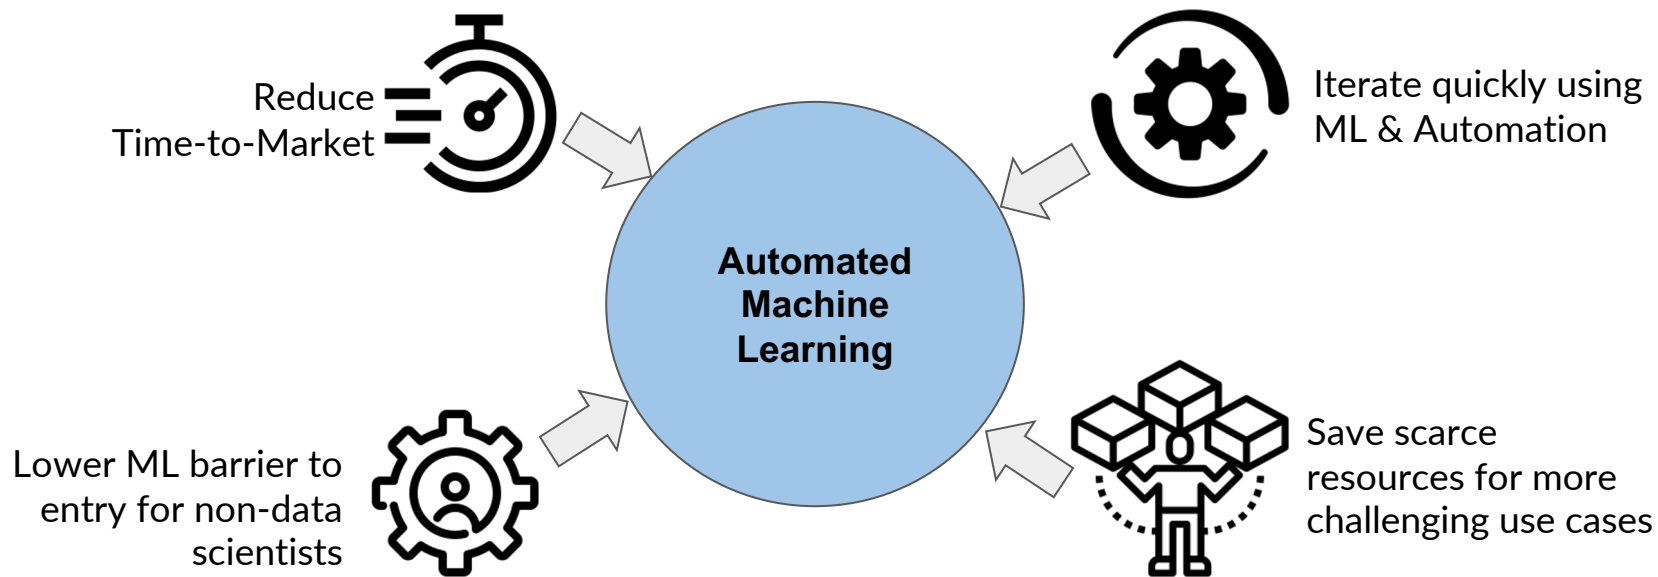 Reduce
Time-to-Market
Iterate quickly using
ML & Automation
Automated
Machine
Learning
Lower ML barrier to
entry for non-data
scientists
Save scarce
resources for more
challenging use cases